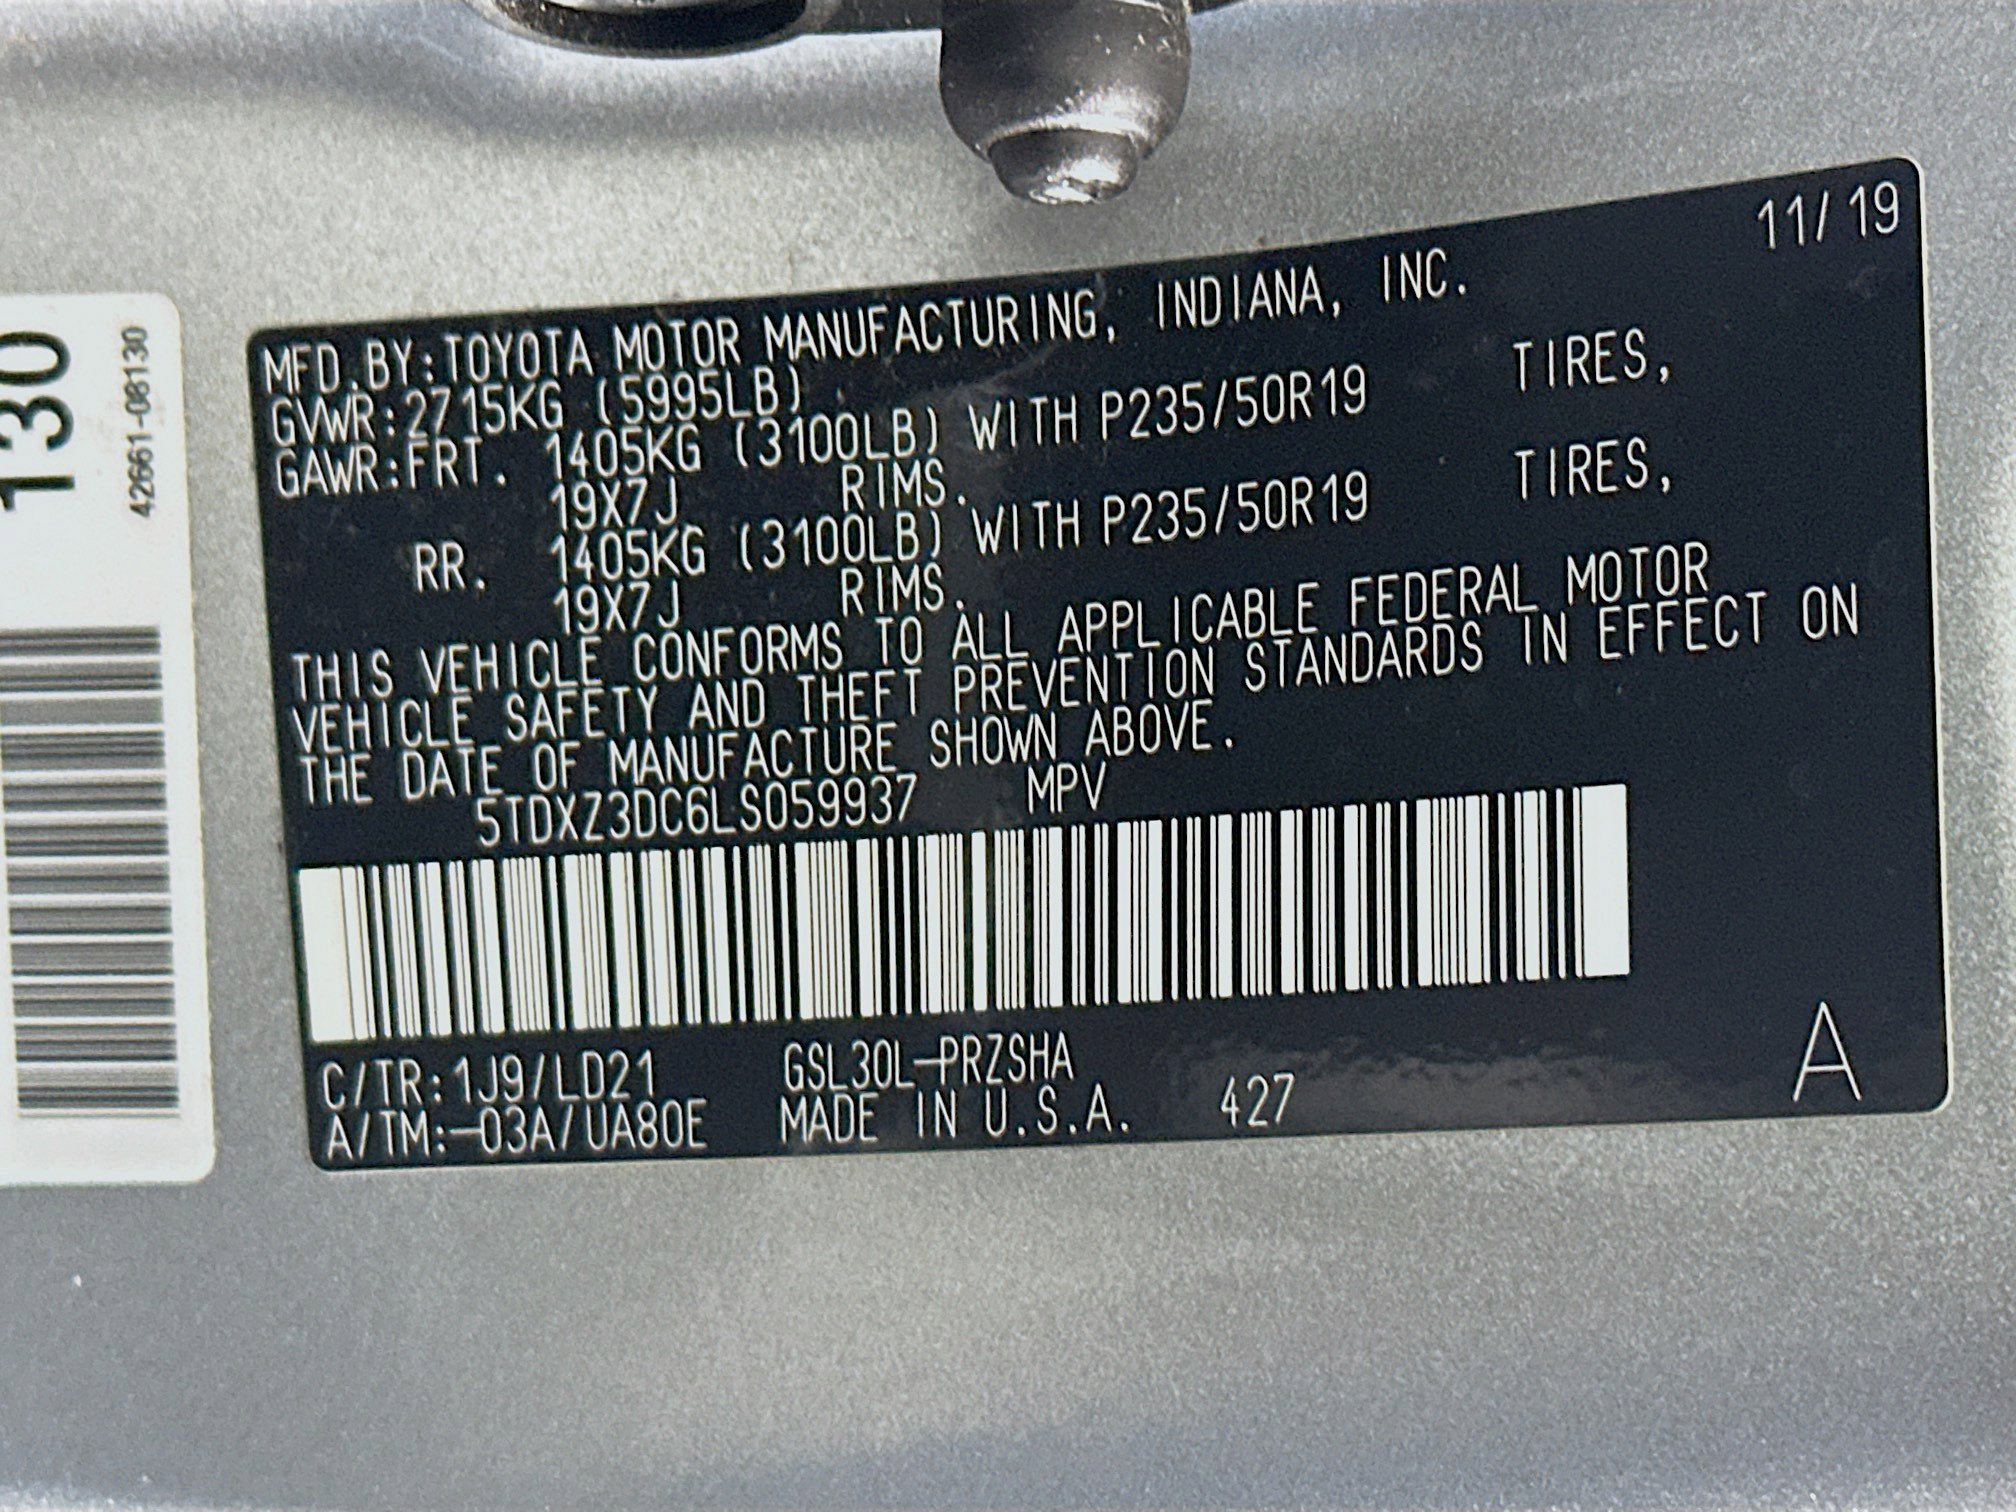 130
42661-08130
11/19
MFD.BY:TOYOTA MOTOR MANUFACTURING, INDIANA, INC.
GVWR:2715KG (5995LB)
GAWR:FRT. 1405KG (3100LB) WITH P235/50R19 TIRES,
19X7J RIMS.
RR. 1405KG (3100LB) WITH P235/50R19 TIRES,
19X7J RIMS.
THIS VEHICLE CONFORMS TO ALL APPLICABLE FEDERAL MOTOR
VEHICLE SAFETY AND THEFT PREVENTION STANDARDS IN EFFECT ON
THE DATE OF MANUFACTURE SHOWN ABOVE.
5TDXZ3DC6LS059937 MPV
C/TR:1J9/LD21 GSL30L-PRZSHA
A/TM:-03A/UA80E MADE IN U.S.A. 427
A